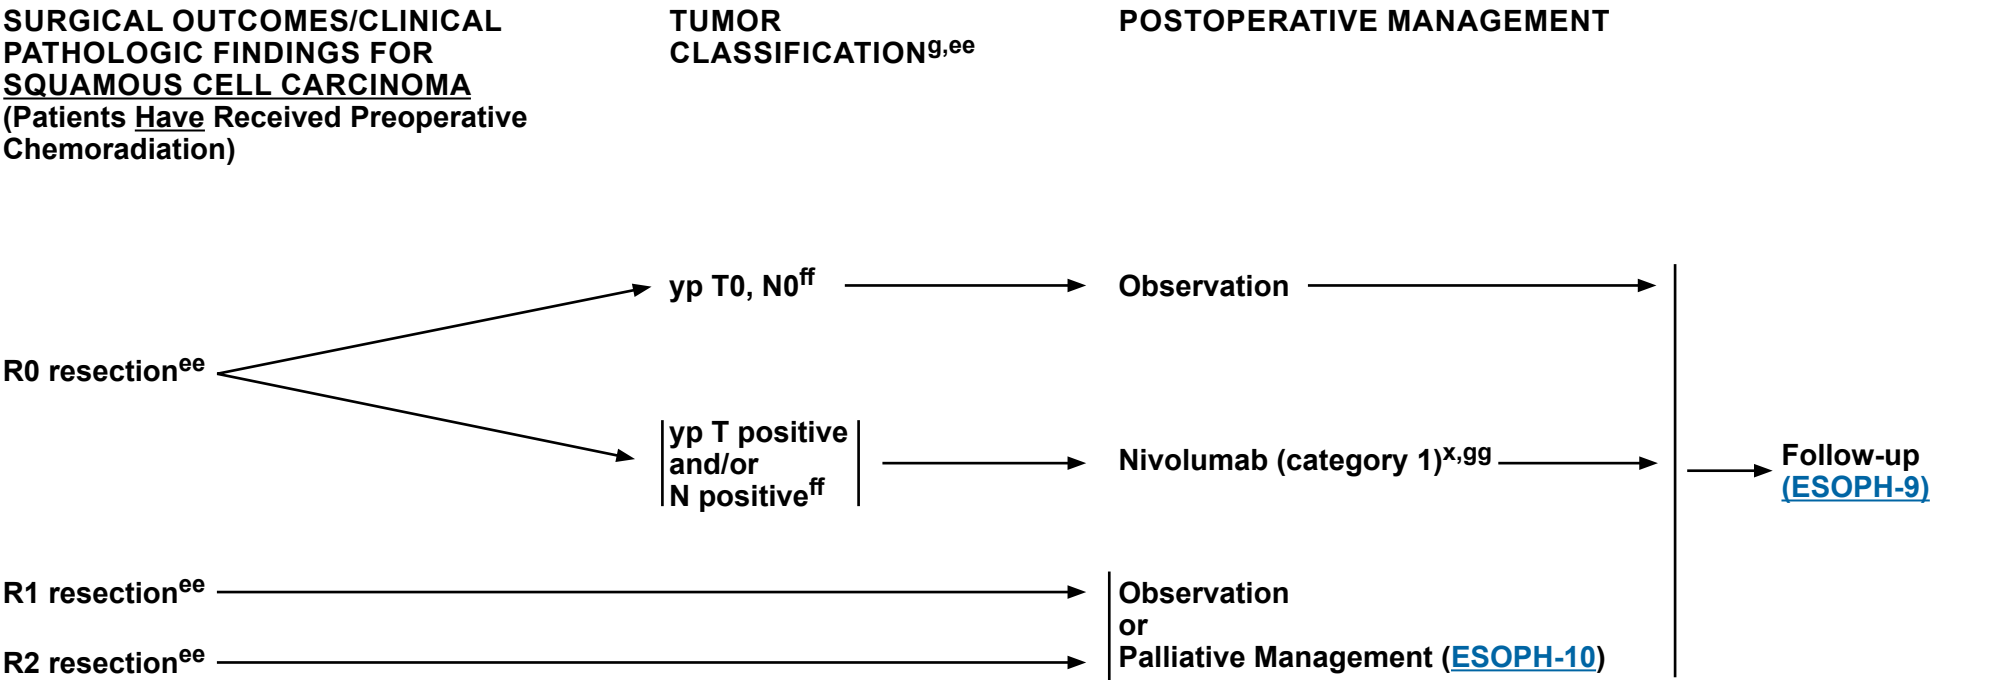 SURGICAL OUTCOMES/CLINICAL
PATHOLOGIC FINDINGS FOR
SQUAMOUS CELL CARCINOMA
(Patients Have Received Preoperative
Chemoradiation)
TUMOR
CLASSIFICATIONg,ee
POSTOPERATIVE MANAGEMENT
R0 resectionee
yp T0, N0ff
Observation
yp T positive
and/or
N positiveff
Nivolumab (category 1)x,gg
Follow-up
(ESOPH-9)
R1 resectionee
R2 resectionee
Observation
or
Palliative Management (ESOPH-10)